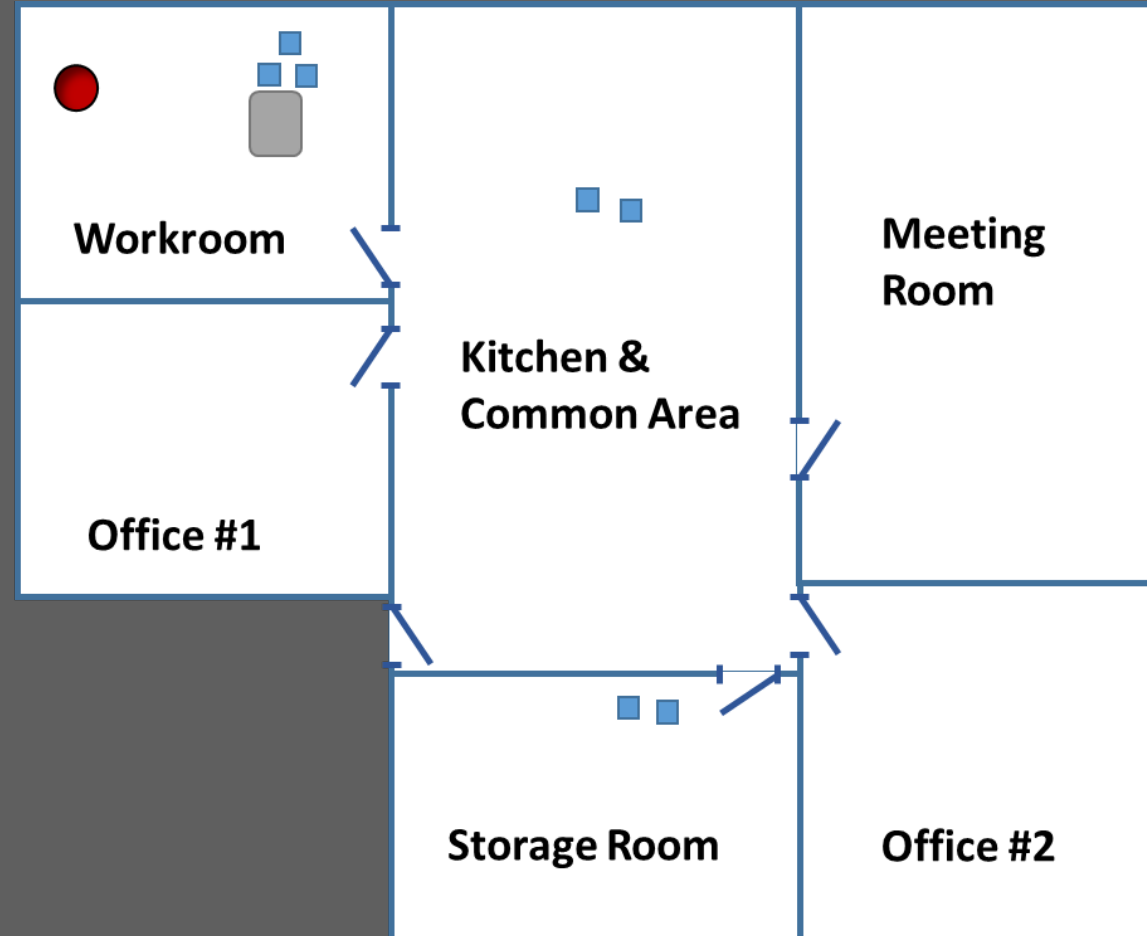 Workroom
Meeting
Room
Kitchen &
Common Area
Office #1
Storage Room
Office #2